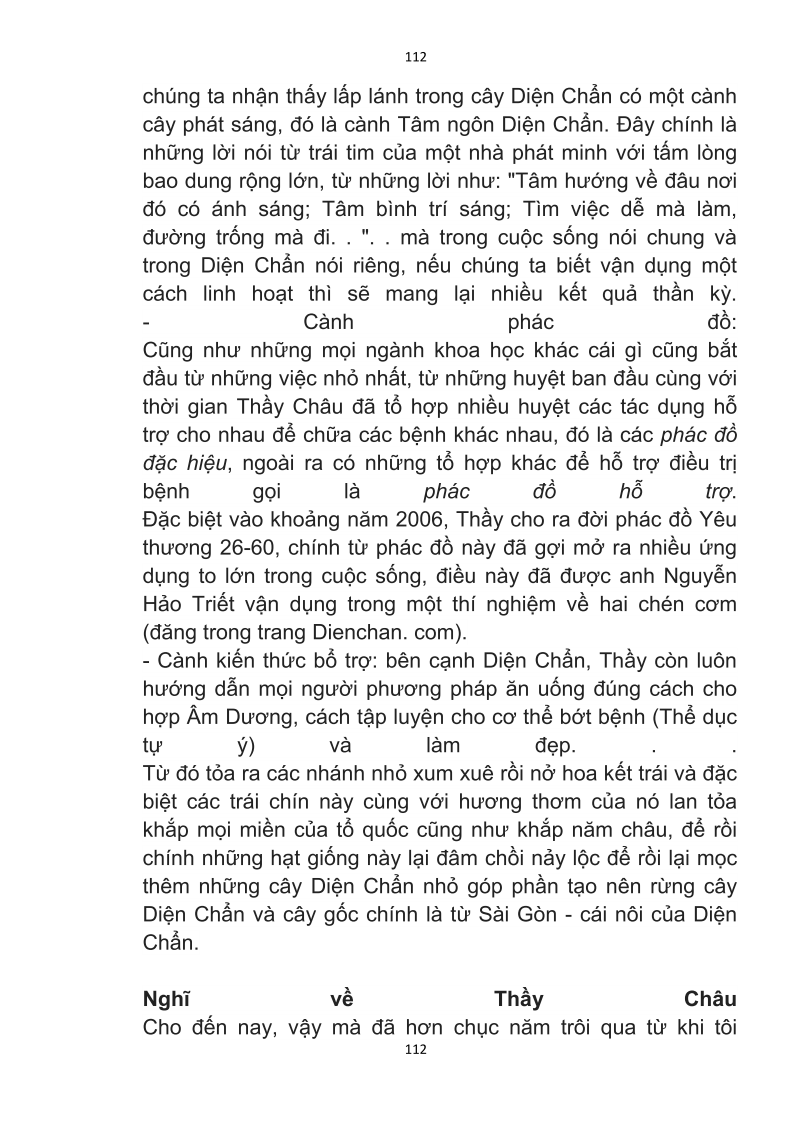 112
chúng ta nhận thấy lấp lánh trong cây Diện Chẩn có một cành
cây phát sáng, đó là cành Tâm ngôn Diện Chẩn. Đây chính là
những lời nói từ trái tim của một nhà phát minh với tấm lòng
bao dung rộng lớn, từ những lời như: "Tâm hướng về đâu nơi
đó có ánh sáng; Tâm bình trí sáng; Tìm việc dễ mà làm,
đường trống mà đi. . ". . mà trong cuộc sống nói chung và
trong Diện Chẩn nói riêng, nếu chúng ta biết vận dụng một
cách linh hoạt thì sẽ mang lại nhiều kết quả thần kỳ.
- Cành phác đồ:
Cũng như những mọi ngành khoa học khác cái gì cũng bắt
đầu từ những việc nhỏ nhất, từ những huyệt ban đầu cùng với
thời gian Thầy Châu đã tổ hợp nhiều huyệt các tác dụng hỗ
trợ cho nhau để chữa các bệnh khác nhau, đó là các phác đồ
đặc hiệu, ngoài ra có những tổ hợp khác để hỗ trợ điều trị
bệnh gọi là phác đồ hỗ trợ.
Đặc biệt vào khoảng năm 2006, Thầy cho ra đời phác đồ Yêu
thương 26-60, chính từ phác đồ này đã gợi mở ra nhiều ứng
dụng to lớn trong cuộc sống, điều này đã được anh Nguyễn
Hảo Triết vận dụng trong một thí nghiệm về hai chén cơm
(đăng trong trang Dienchan. com).
- Cành kiến thức bổ trợ: bên cạnh Diện Chẩn, Thầy còn luôn
hướng dẫn mọi người phương pháp ăn uống đúng cách cho
hợp Âm Dương, cách tập luyện cho cơ thể bớt bệnh (Thể dục
tự ý) và làm đẹp. . .
Từ đó tỏa ra các nhánh nhỏ xum xuê rồi nở hoa kết trái và đặc
biệt các trái chín này cùng với hương thơm của nó lan tỏa
khắp mọi miền của tổ quốc cũng như khắp năm châu, để rồi
chính những hạt giống này lại đâm chồi nảy lộc để rồi lại mọc
thêm những cây Diện Chẩn nhỏ góp phần tạo nên rừng cây
Diện Chẩn và cây gốc chính là từ Sài Gòn - cái nôi của Diện
Chẩn.
Nghĩ về Thầy Châu
Cho đến nay, vậy mà đã hơn chục năm trôi qua từ khi tôi
112